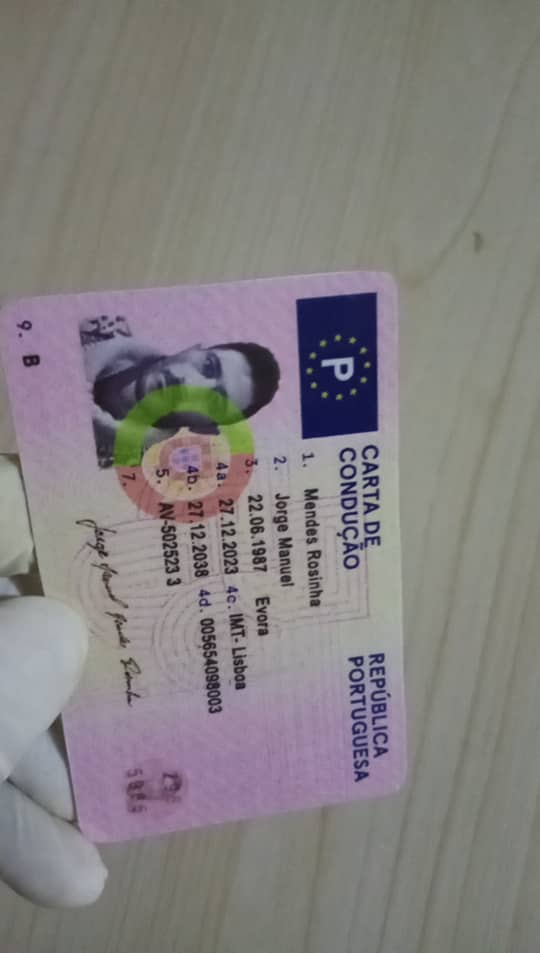 P
CARTA DE CONDUÇÃO
REPÚBLICA PORTUGUESA
1. Mendes Rosinha
2. Jorge Manuel
3. 22.06.1987 Evora
4a. 27.12.2023 4c. IMT- Lisboa
4b. 27.12.2038 4d. 005654098003
5. AV-502523 3
7.
9. B